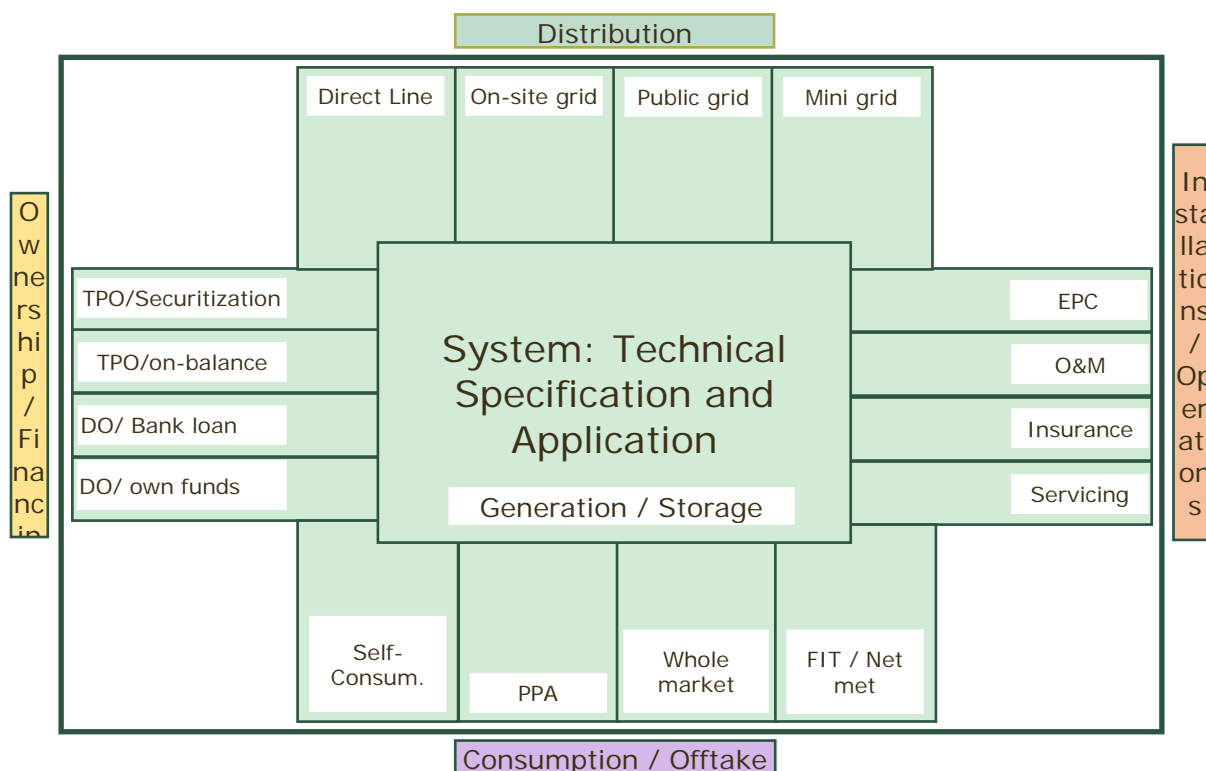 Distribution
Direct Line
On-site grid
Public grid
Mini grid
O
w
ne
rs
hi
p
/
Fi
na
nc
in
TPO/Securitization
TPO/on-balance
DO/ Bank loan
DO/ own funds
System: Technical
Specification and
Application
Generation / Storage
EPC
O&M
Insurance
Servicing
In
sta
lla
tio
ns
/
Op
er
at
on
s
Self-
Consum.
PPA
Whole
market
FIT / Net
met
Consumption / Offtake